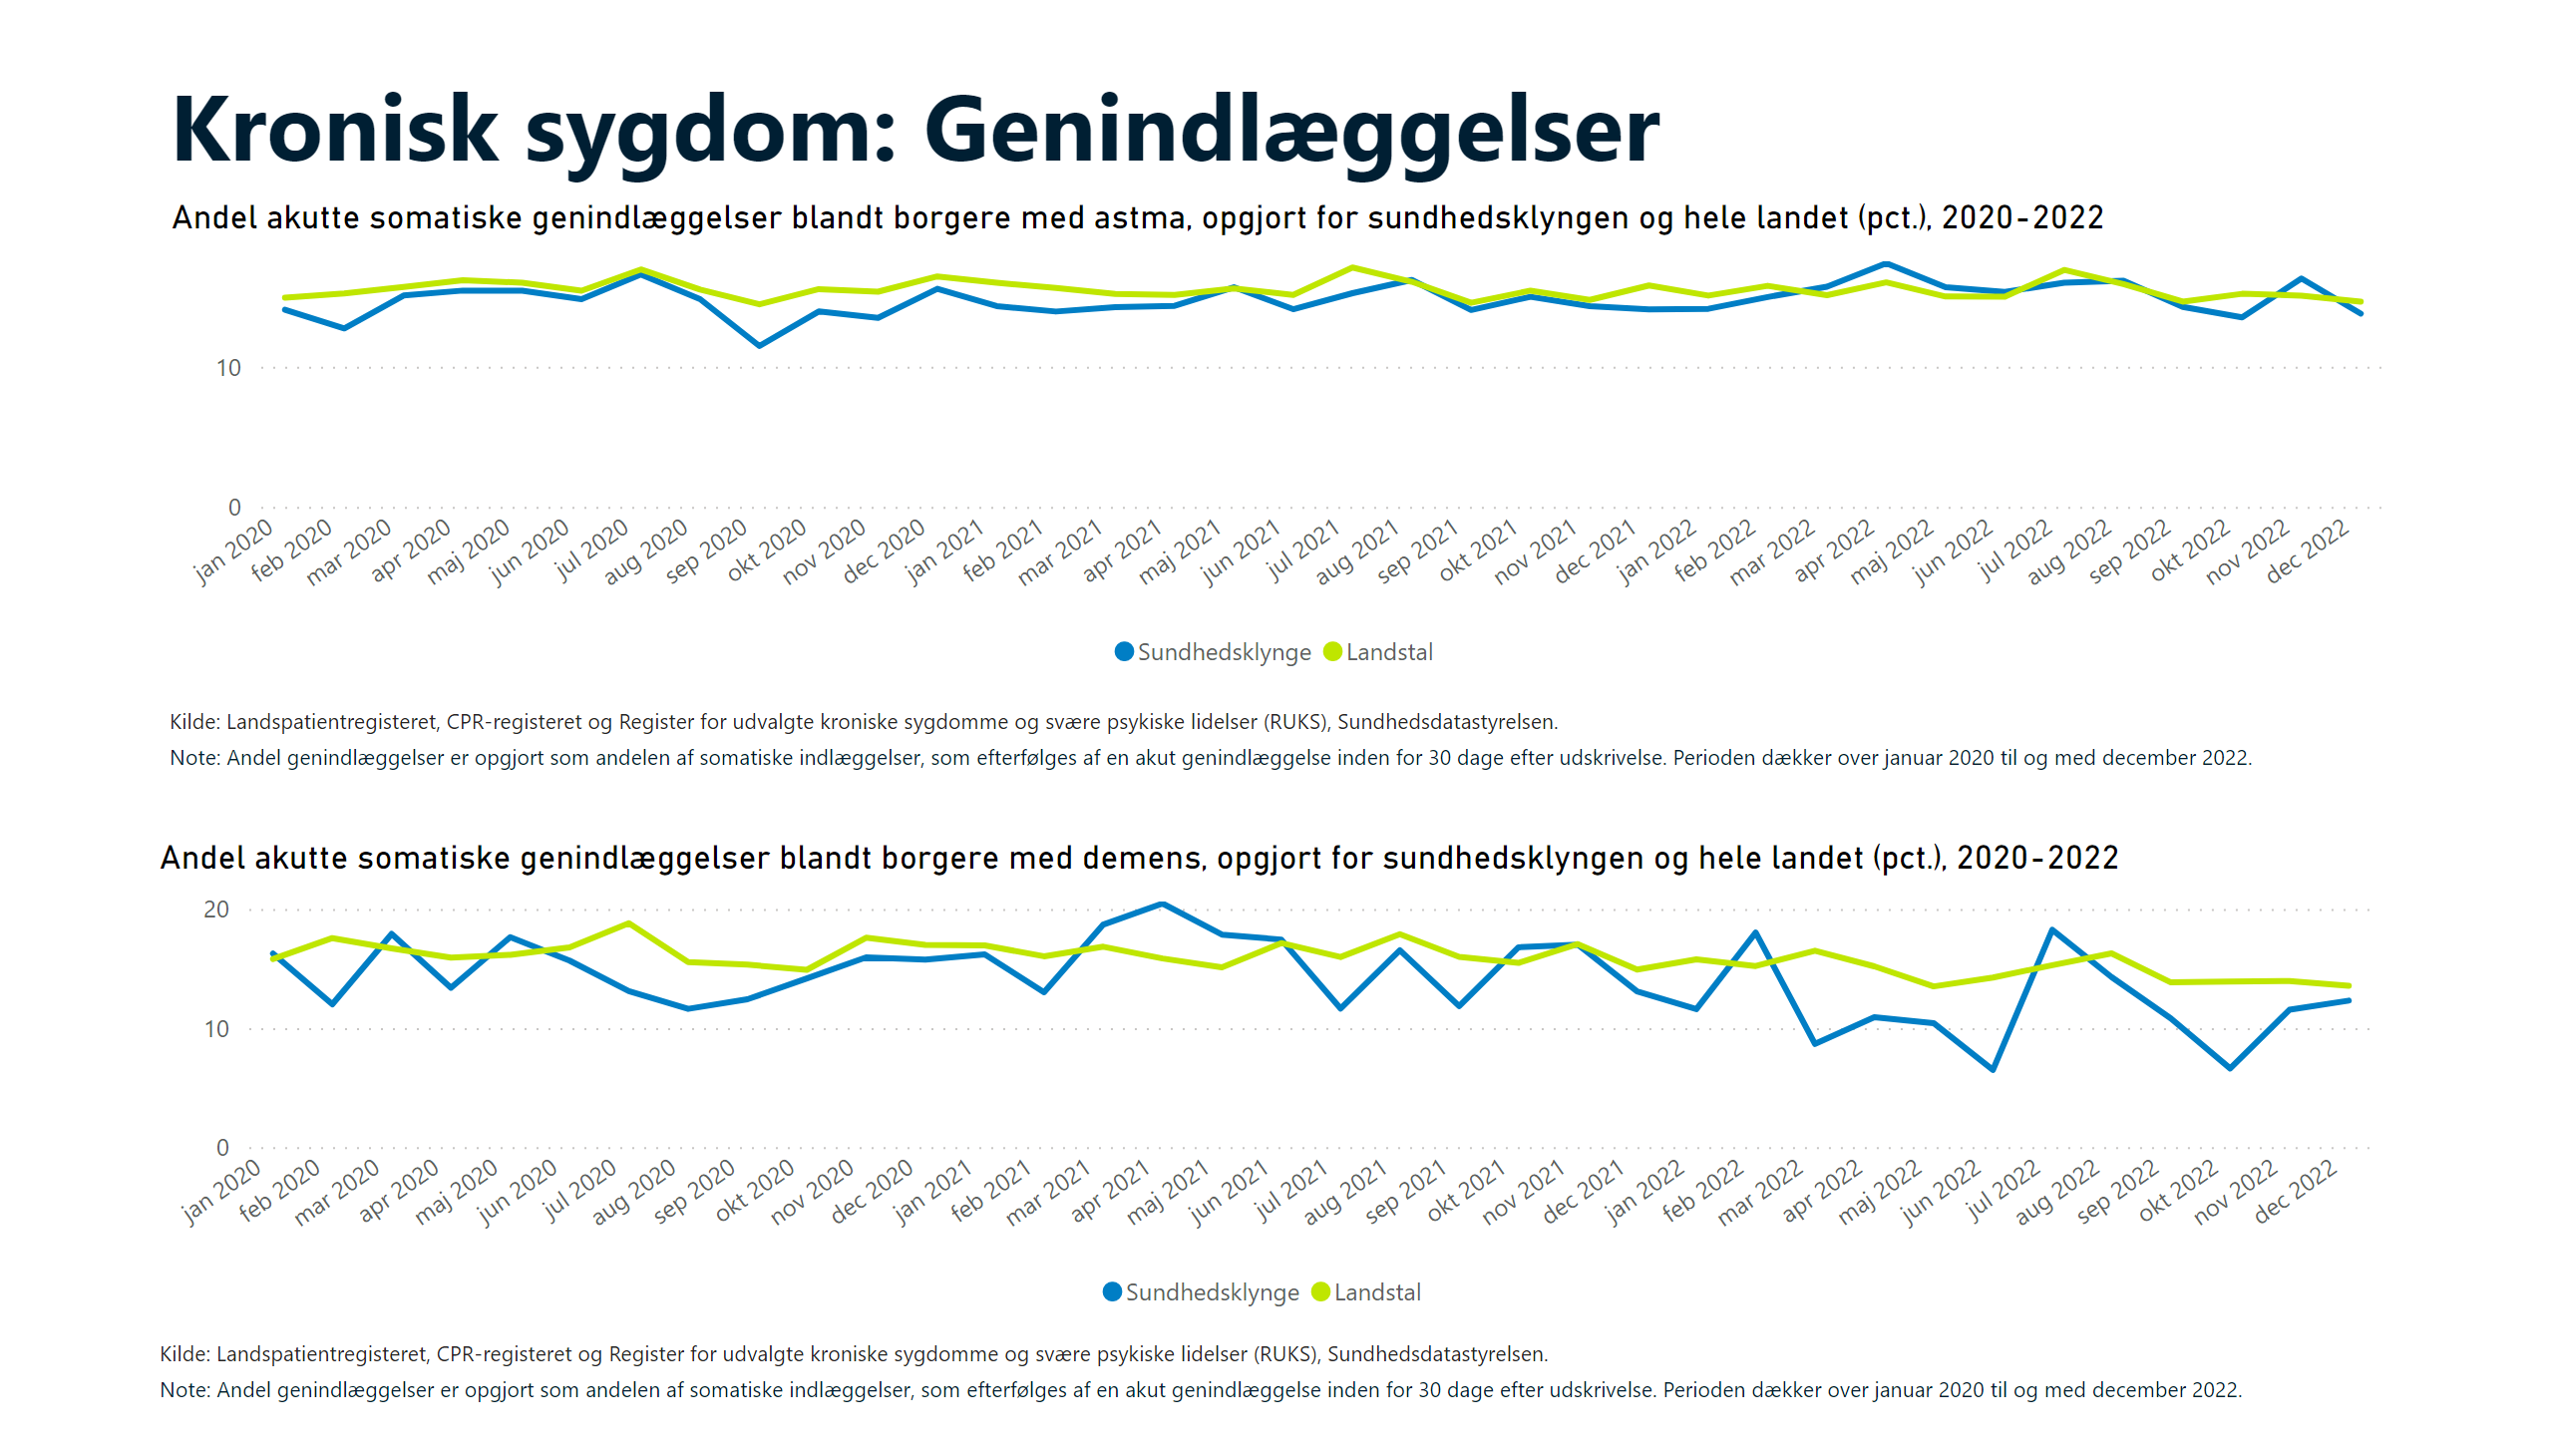 Kronisk sygdom: Genindlæggelser
Andel akutte somatiske genindlæggelser blandt borgere med astma, opgjort for sundhedsklyngen og hele landet (pct.), 2020-2022
10
0
jan 2020 feb 2020 mar 2020 apr 2020 maj 2020 jun 2020 jul 2020 aug 2020 sep 2020 okt 2020 nov 2020 dec 2020 jan 2021 feb 2021 mar 2021 apr 2021 maj 2021 jun 2021 jul 2021 aug 2021 sep 2021 okt 2021 nov 2021 dec 2021 jan 2022 feb 2022 mar 2022 apr 2022 maj 2022 jun 2022 jul 2022 aug 2022 sep 2022 okt 2022 nov 2022 dec 2022
Sundhedsklynge Landstal
Kilde: Landspatientregisteret, CPR-registeret og Register for udvalgte kroniske sygdomme og svære psykiske lidelser (RUKS), Sundhedsdatastyrelsen.
Note: Andel genindlæggelser er opgjort som andelen af somatiske indlæggelser, som efterfølges af en akut genindlæggelse inden for 30 dage efter udskrivelse. Perioden dækker over januar 2020 til og med december 2022.
Andel akutte somatiske genindlæggelser blandt borgere med demens, opgjort for sundhedsklyngen og hele landet (pct.), 2020-2022
20
10
0
jan 2020 feb 2020 mar 2020 apr 2020 maj 2020 jun 2020 jul 2020 aug 2020 sep 2020 okt 2020 nov 2020 dec 2020 jan 2021 feb 2021 mar 2021 apr 2021 maj 2021 jun 2021 jul 2021 aug 2021 sep 2021 okt 2021 nov 2021 dec 2021 jan 2022 feb 2022 mar 2022 apr 2022 maj 2022 jun 2022 jul 2022 aug 2022 sep 2022 okt 2022 nov 2022 dec 2022
Sundhedsklynge Landstal
Kilde: Landspatientregisteret, CPR-registeret og Register for udvalgte kroniske sygdomme og svære psykiske lidelser (RUKS), Sundhedsdatastyrelsen.
Note: Andel genindlæggelser er opgjort som andelen af somatiske indlæggelser, som efterfølges af en akut genindlæggelse inden for 30 dage efter udskrivelse. Perioden dækker over januar 2020 til og med december 2022.